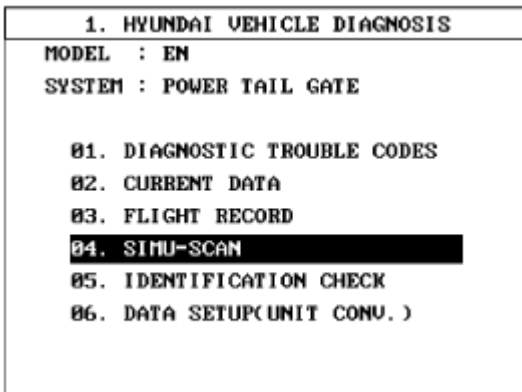 1. HYUNDAI VEHICLE DIAGNOSIS
MODEL : EN
SYSTEM : POWER TAIL GATE
01. DIAGNOSTIC TROUBLE CODES
02. CURRENT DATA
03. FLIGHT RECORD
04. SIMU-SCAN
05. IDENTIFICATION CHECK
06. DATA SETUP(UNIT CONV.)